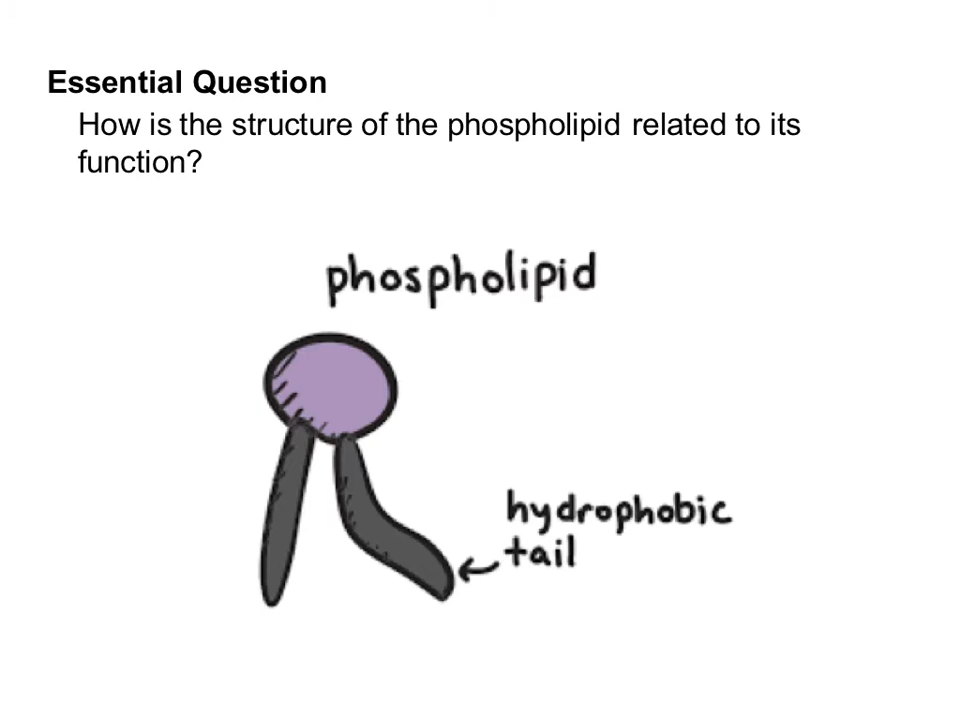 Essential Question
How is the structure of the phospholipid related to its
function?
phospholipid
hydrophobic
tail